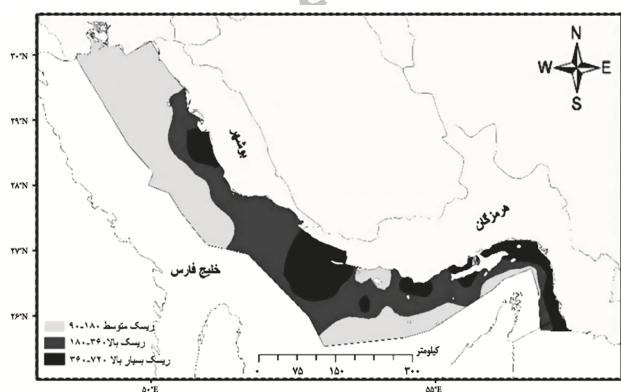 N
W E
S
۳۰°N
۲۹°N
۲۸°N
۲۷°N
۲۶°N
بوشهر
هرمزگان
خلیج فارس
ریسک متوسط ۱۸۰-۹۰
ریسک بالا ۳۶۰-۱۸۰
ریسک بسیار بالا ۷۲۰-۳۶۰
کیلومتر
۰ ۷۵ ۱۵۰ ۳۰۰
۵۰°E ۵۵°E